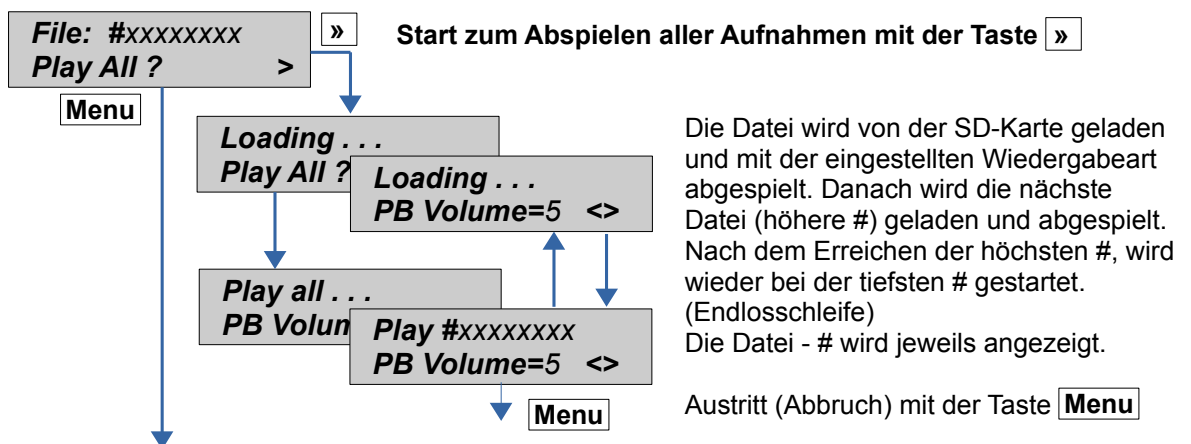 File: #xxxxxxxx
Play All ? >
»
Start zum Abspielen aller Aufnahmen mit der Taste »
Menu
Loading . . .
Play All ?
Loading . . .
PB Volume=5 <>
Play all . . .
PB Volum
Play #xxxxxxxx
PB Volume=5 <>
Menu
Die Datei wird von der SD-Karte geladen
und mit der eingestellten Wiedergabeart
abgespielt. Danach wird die nächste
Datei (höhere #) geladen und abgespielt.
Nach dem Erreichen der höchsten #, wird
wieder bei der tiefsten # gestartet.
(Endlosschleife)
Die Datei - # wird jeweils angezeigt.
Austritt (Abbruch) mit der Taste Menu